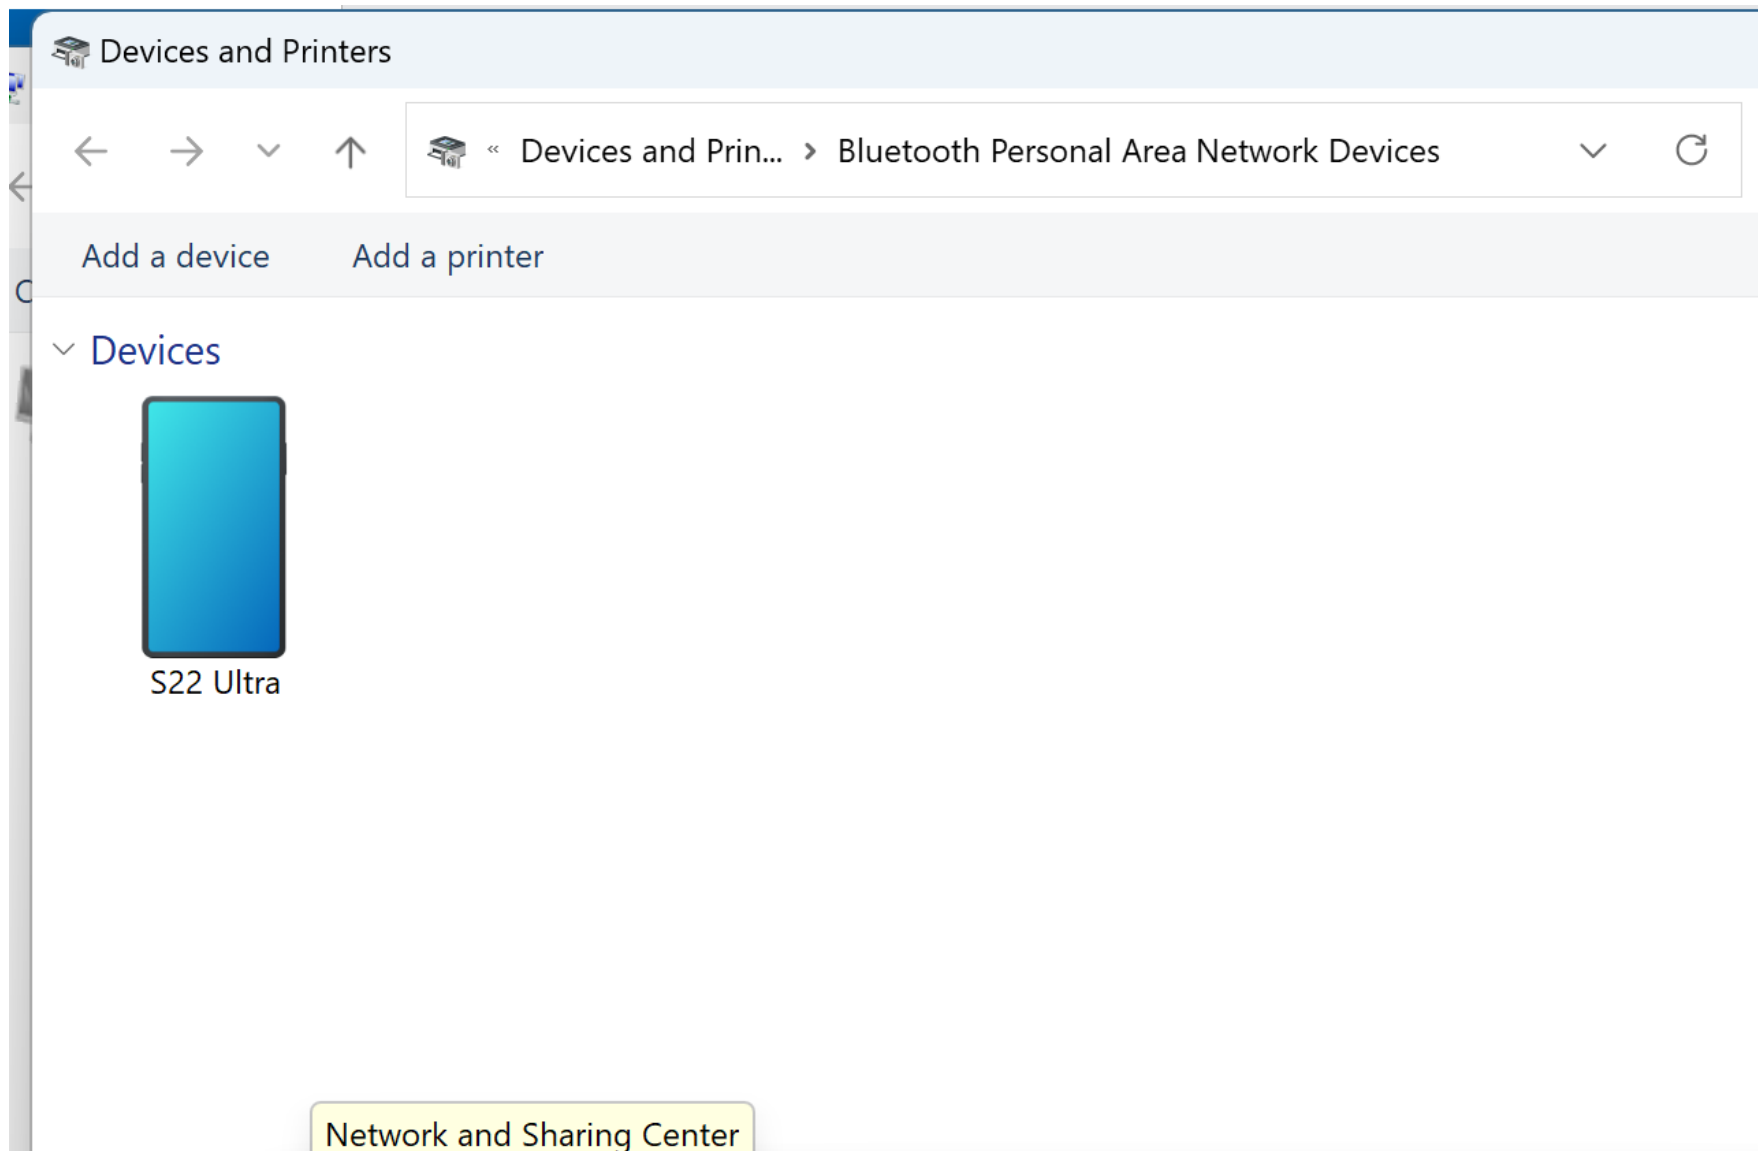 Devices and Printers
« Devices and Prin... > Bluetooth Personal Area Network Devices
Add a device Add a printer
Devices
S22 Ultra
Network and Sharing Center